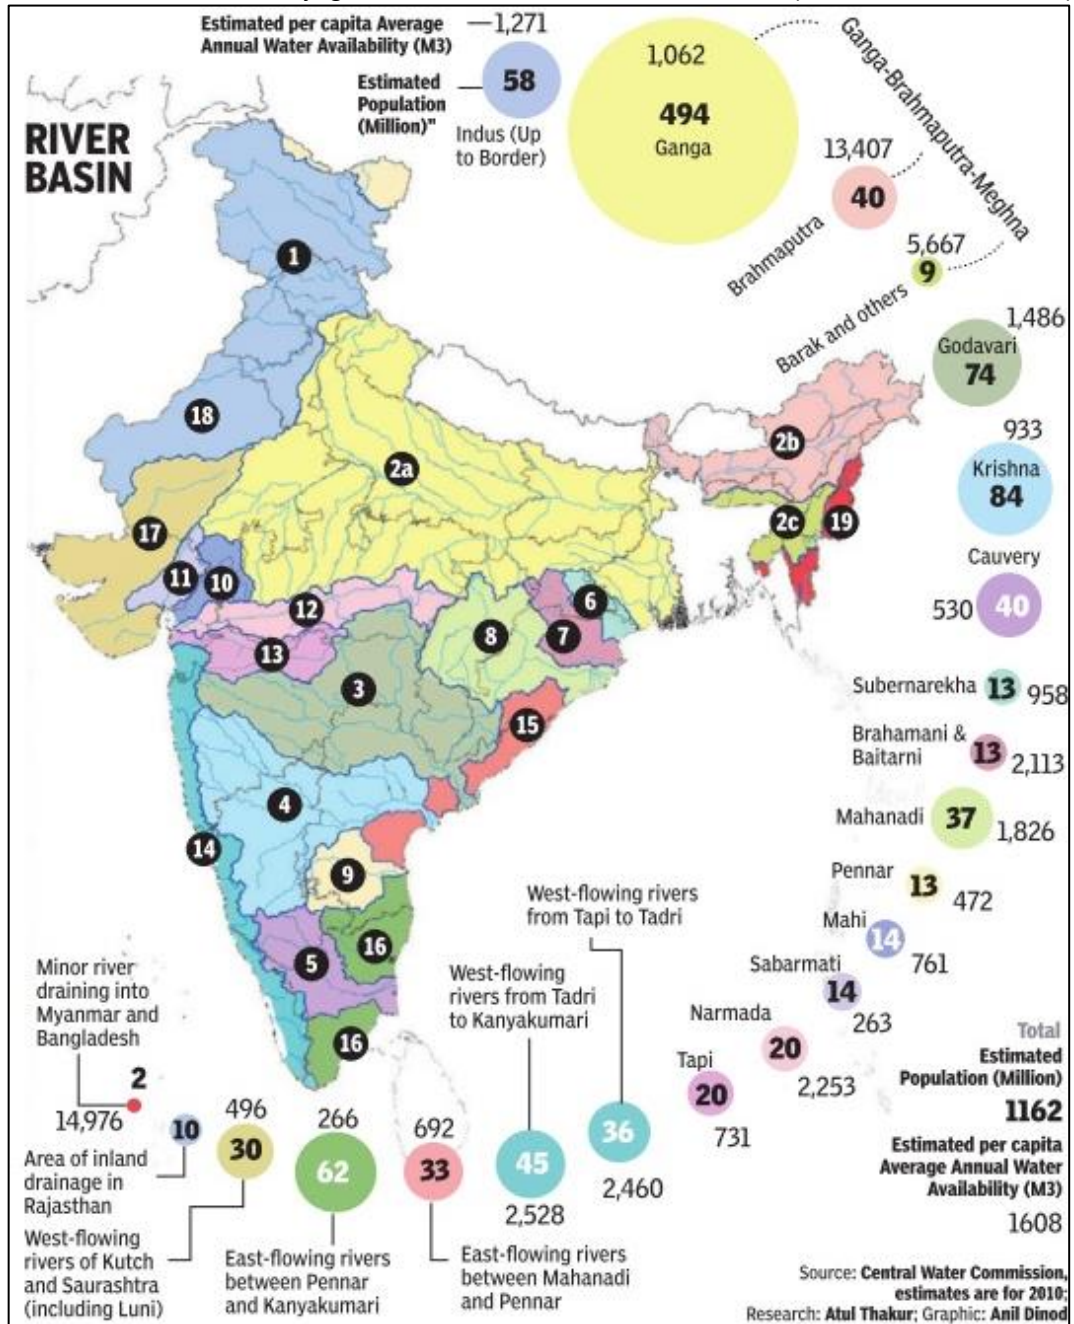 RIVER
BASIN
Estimated per capita Average
Annual Water Availability (M3)
1,271
Estimated
Population
(Million)"
58
Indus (Up
to Border)
1,062
494
Ganga
Ganga-Brahmaputra-Meghna
13,407
40
Brahmaputra
5,667
9
Barak and others
1,486
Godavari
74
933
Krishna
84
Cauvery
530
40
Subernarekha
13
958
Brahamani &
Baitarni
13
2,113
Mahanadi
37
1,826
Pennar
13
472
Mahi
14
761
Sabarmati
14
263
Narmada
20
2,253
Tapi
20
731
West-flowing rivers
from Tapi to Tadri
36
2,460
West-flowing
rivers from Tadri
to Kanyakumari
45
2,528
692
33
East-flowing rivers
between Mahanadi
and Pennar
266
62
East-flowing rivers
between Pennar
and Kanyakumari
496
30
West-flowing
rivers of Kutch
and Saurashtra
(including Luni)
10
Area of inland
drainage in
Rajasthan
Minor river
draining into
Myanmar and
Bangladesh
2
14,976
1
18
2a
2b
2c
19
17
11
10
12
13
6
7
8
3
15
4
14
9
5
16
16
Total
Estimated
Population (Million)
1162
Estimated per capita
Average Annual Water
Availability (M3)
1608
Source: Central Water Commission,
estimates are for 2010;
Research: Atul Thakur; Graphic: Anil Dinod